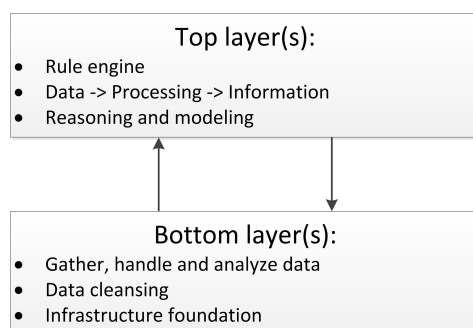 Top layer(s):
• Rule engine
• Data -> Processing -> Information
• Reasoning and modeling
Bottom layer(s):
• Gather, handle and analyze data
• Data cleansing
• Infrastructure foundation